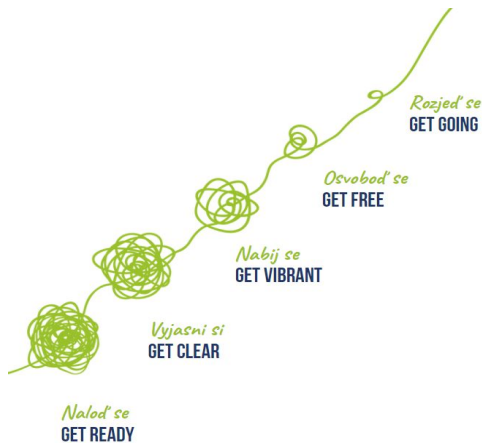 Rozjeď se
GET GOING
Osvoboď se
GET FREE
Nabij se
GET VIBRANT
Vyjasni si
GET CLEAR
Naloď se
GET READY